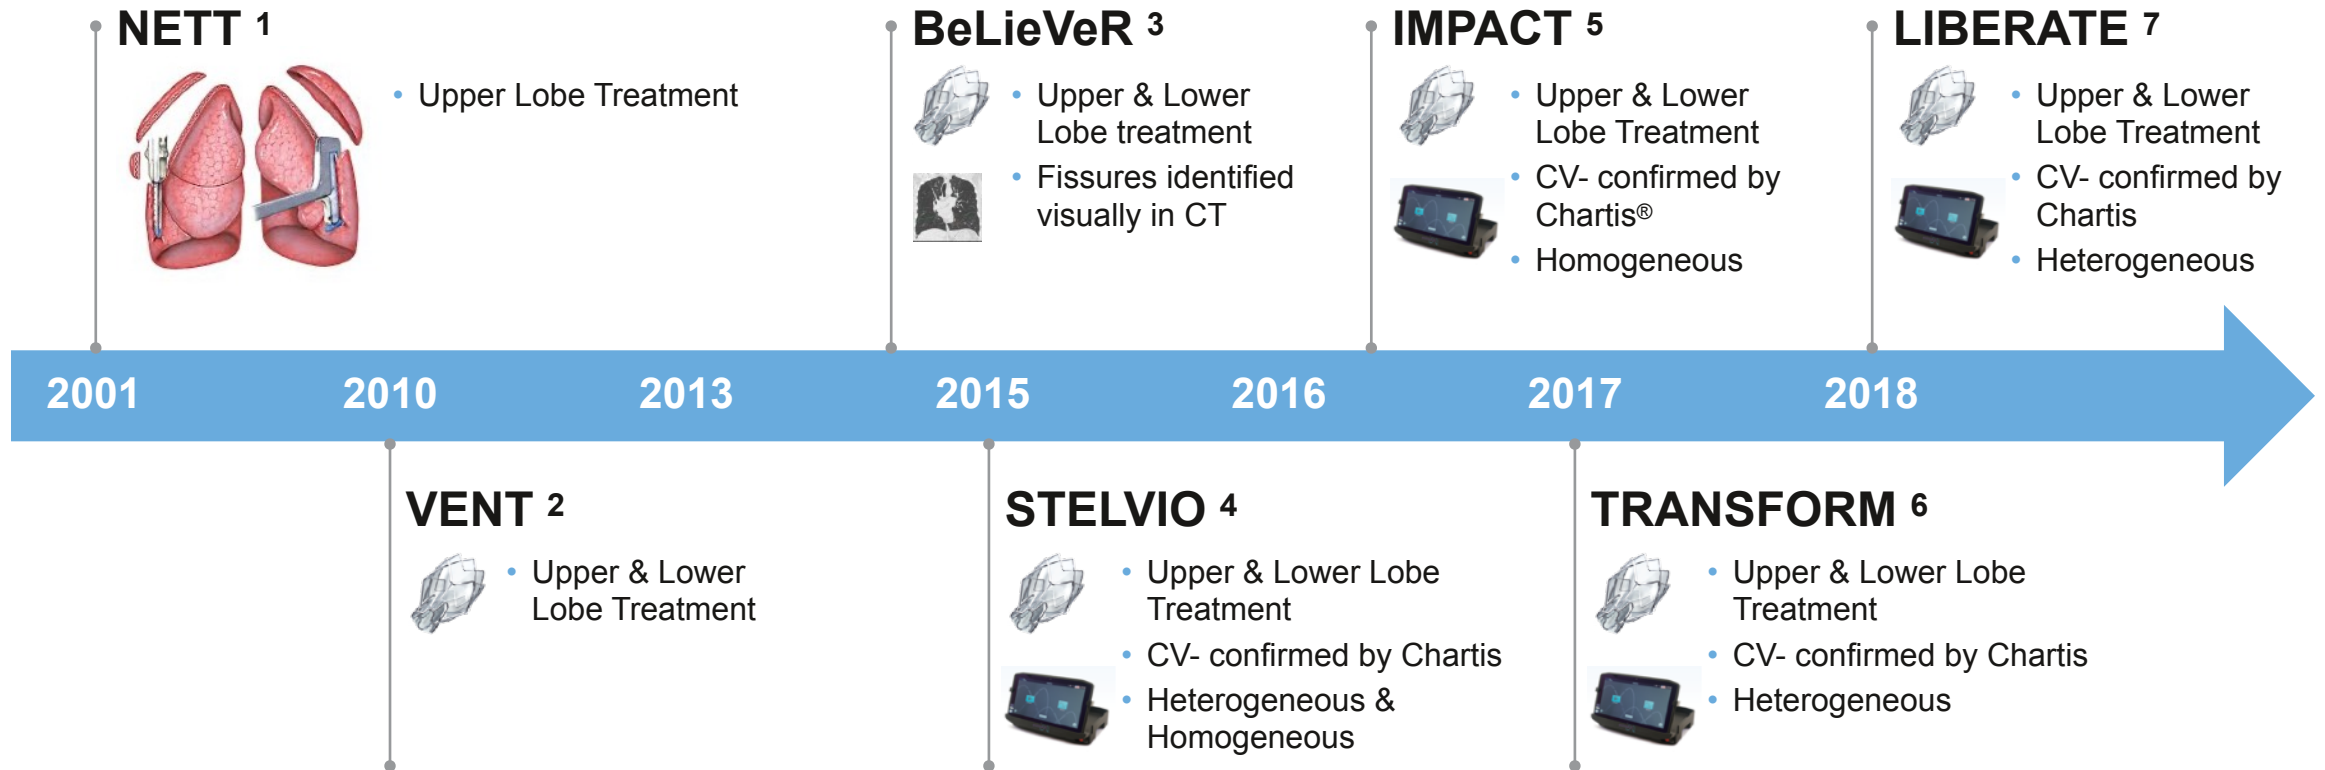 NETT 1
• Upper Lobe Treatment
BeLieVeR 3
• Upper & Lower
Lobe treatment
• Fissures identified
visually in CT
IMPACT 5
• Upper & Lower
Lobe Treatment
• CV- confirmed by
Chartis®
• Homogeneous
LIBERATE 7
• Upper & Lower
Lobe Treatment
• CV- confirmed by
Chartis
• Heterogeneous
2001 2010 2013 2015 2016 2017 2018
VENT 2
• Upper & Lower
Lobe Treatment
STELVIO 4
• Upper & Lower Lobe
Treatment
• CV- confirmed by Chartis
• Heterogeneous &
Homogeneous
TRANSFORM 6
• Upper & Lower Lobe
Treatment
• CV- confirmed by Chartis
• Heterogeneous